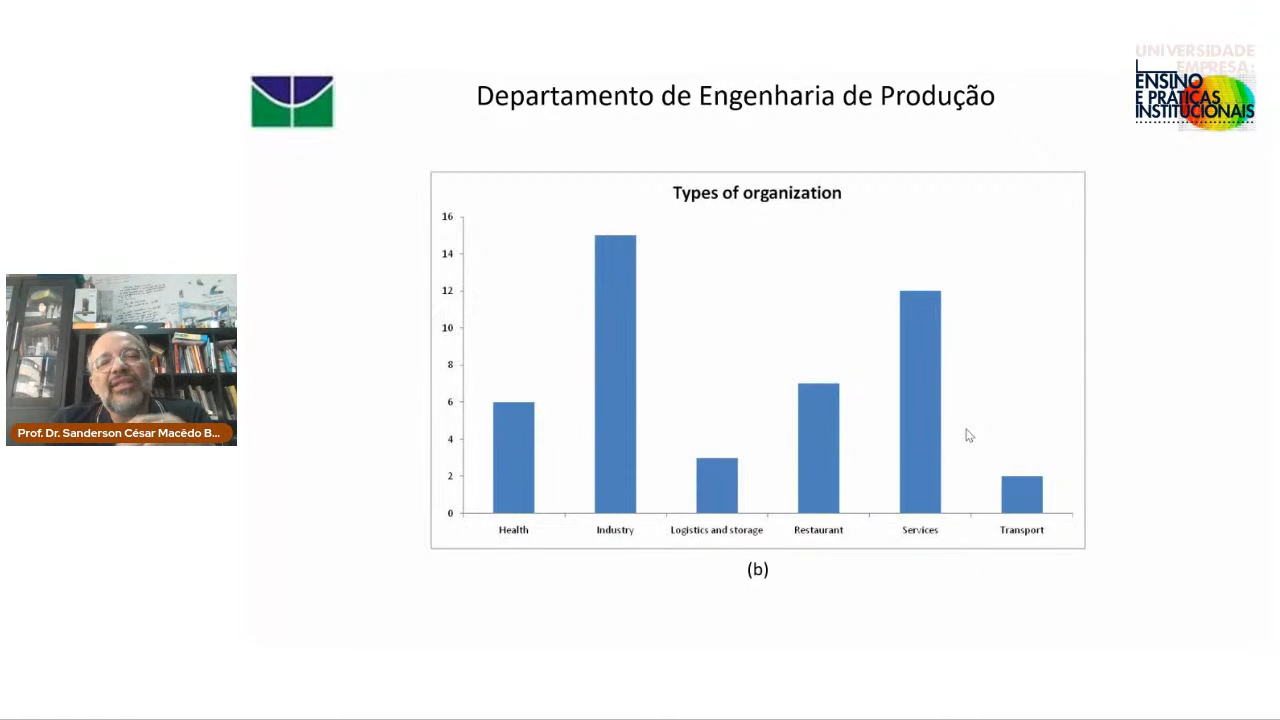 Departamento de Engenharia de Produção
UNIVERSIDADE
EMPRESA:
ENSINO
E PRÁTICAS
INSTITUCIONAIS
Types of organization
16
14
12
10
8
6
4
2
0
Health Industry Logistics and storage Restaurant Services Transport
(b)
Prof. Dr. Sanderson César Macêdo B...